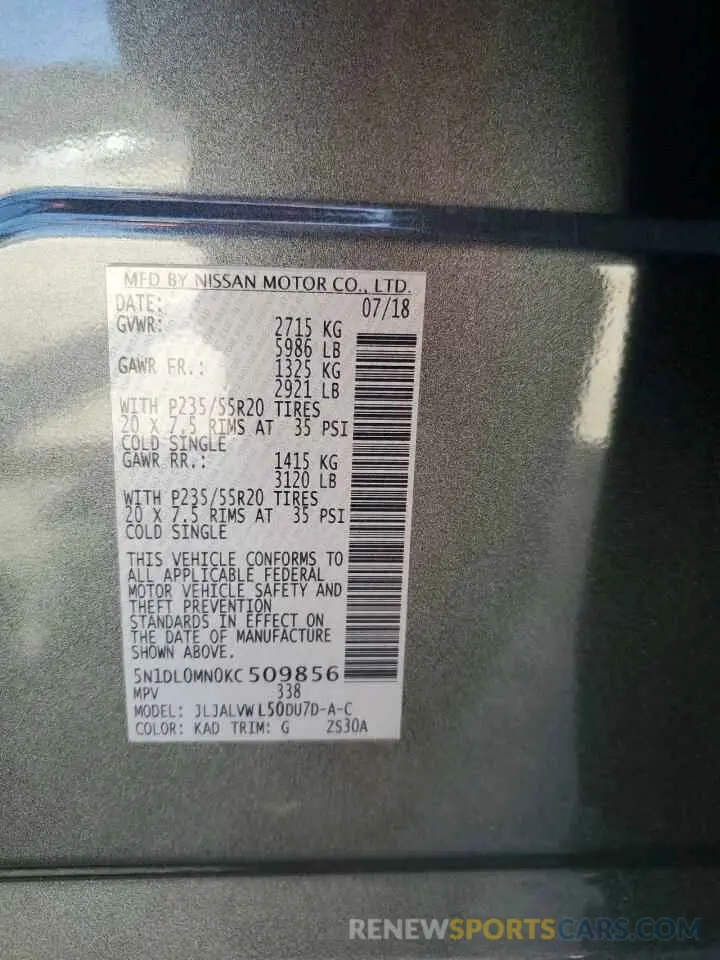 MFD BY NISSAN MOTOR CO., LTD.
DATE: 07/18
GVWR: 2715 KG
5986 LB
GAWR FR.: 1325 KG
2921 LB
WITH P235/55R20 TIRES
20 X 7.5 RIMS AT 35 PSI
COLD SINGLE
GAWR RR.: 1415 KG
3120 LB
WITH P235/55R20 TIRES
20 X 7.5 RIMS AT 35 PSI
COLD SINGLE
THIS VEHICLE CONFORMS TO
ALL APPLICABLE FEDERAL
MOTOR VEHICLE SAFETY AND
THEFT PREVENTION
STANDARDS IN EFFECT ON
THE DATE OF MANUFACTURE
SHOWN ABOVE.
5N1DL0MN0KC509856
MPV 338
MODEL: JLJALVWL50DU7D-A-C
COLOR: KAD TRIM: G 2S30A
RENEWSPORTSCARS.COM